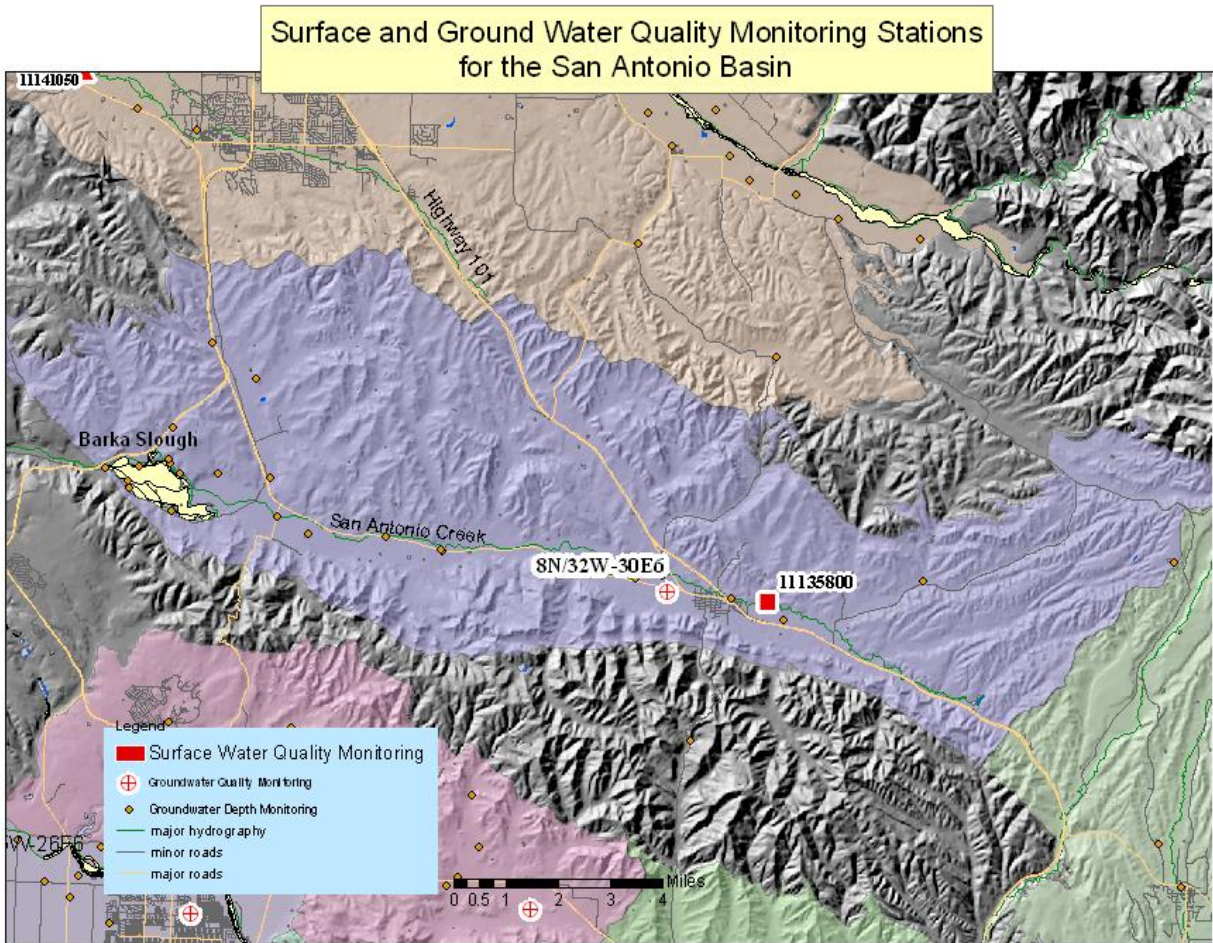 Surface and Ground Water Quality Monitoring Stations
for the San Antonio Basin
11141050
Highway 101
Barka Slough
San Antonio Creek
8N/32W-30E6
11135800
Legend
Surface Water Quality Monitoring
Groundwater Quality Monitoring
Groundwater Depth Monitoring
major hydrography
minor roads
major roads
Miles
0 0.5 1 2 3 4